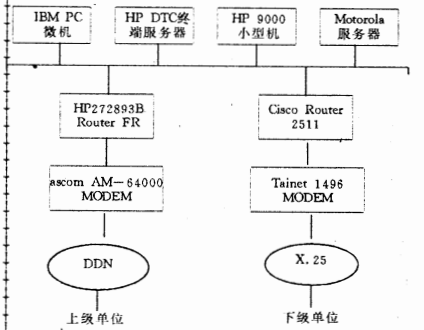 IBM PC
微机
HP DTC终
端服务器
HP 9000
小型机
Motorola
服务器
HP272893B
Router FR
Cisco Router
2511
ascom AM—64000
MODEM
Tainet 1496
MODEM
DDN
X.25
上级单位
下级单位